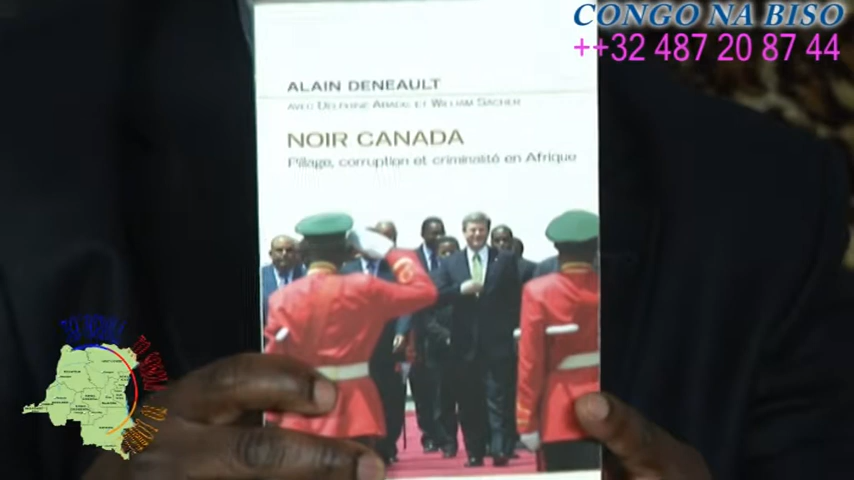 CONGO NA BISO
++32 487 20 87 44
ALAIN DENEAULT
AVEC DELPHINE ABADIE ET WILLIAM SACHER
NOIR CANADA
Pillage, corruption et criminalité en Afrique